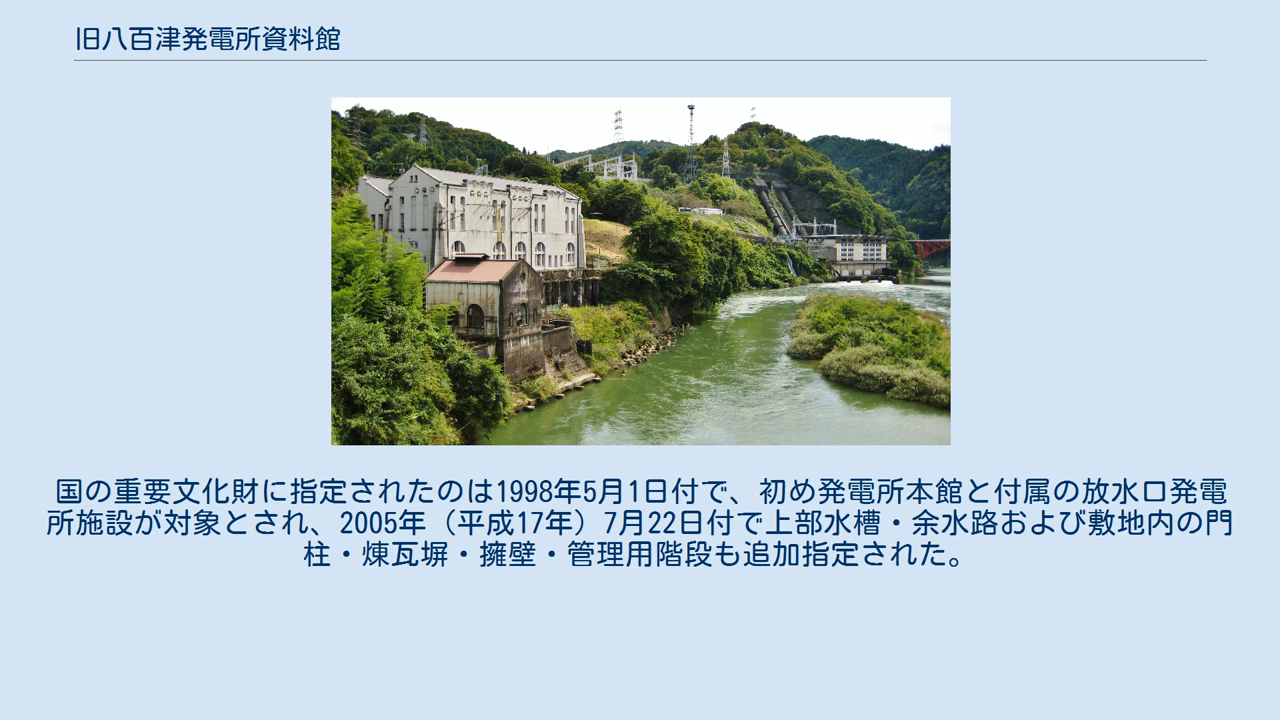 旧八百津発電所資料館
国の重要文化財に指定されたのは1998年5月1日付で、初め発電所本館と付属の放水口発電
所施設が対象とされ、2005年（平成17年）7月22日付で上部水槽・余水路および敷地内の門
柱・煉瓦塀・擁壁・管理用階段も追加指定された。